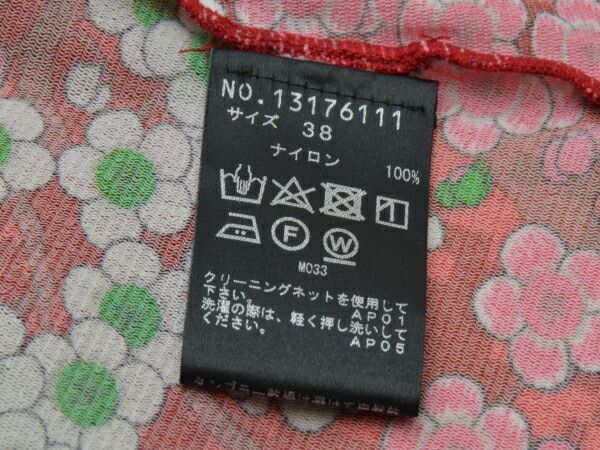 NO.13176111
サイズ 38
ナイロン 100%
F W
M033
クリーニングネットを使用して
下さい。 AP01
洗濯の際は、軽く押し洗いして
ください。 AP05